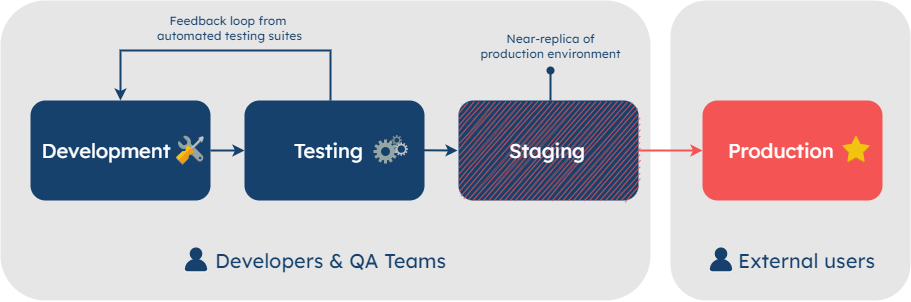 Feedback loop from
automated testing suites
Near-replica of
production environment
Development
Testing
Staging
Production
Developers & QA Teams
External users